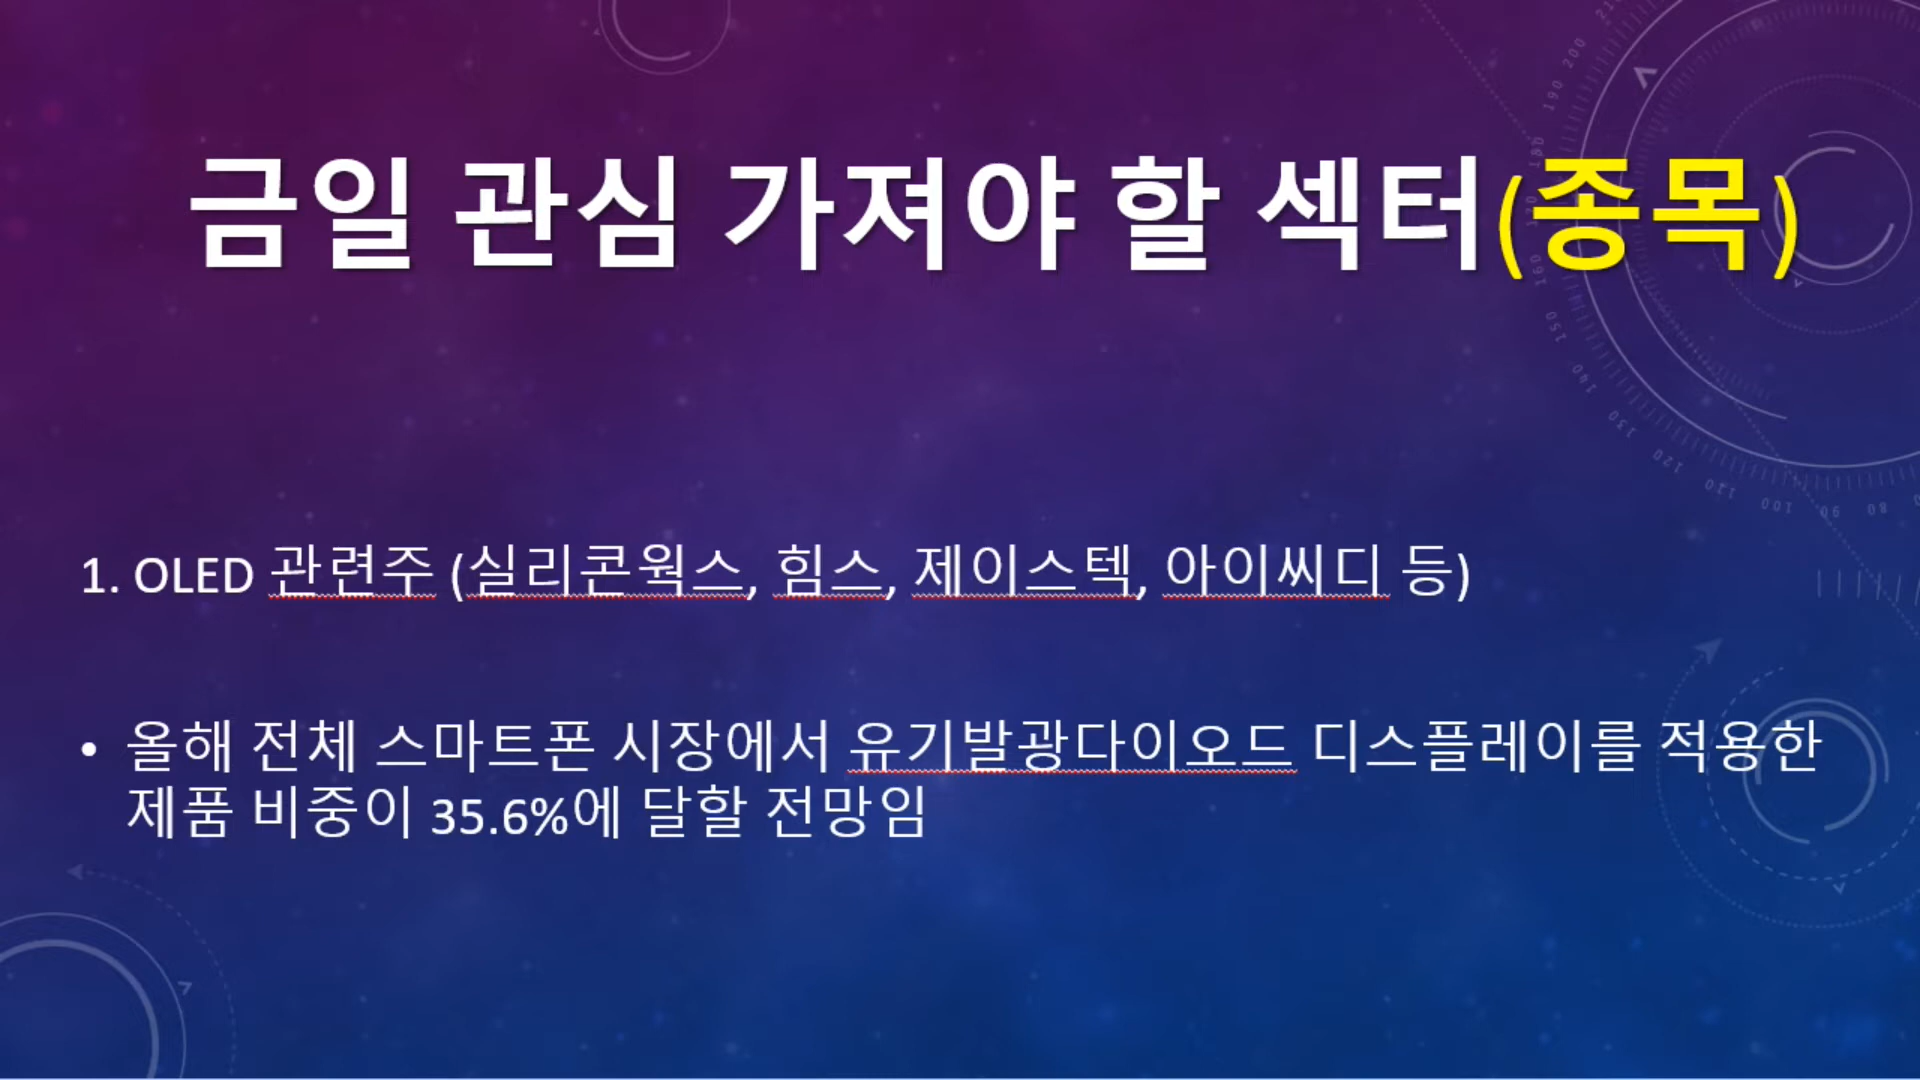 금일 관심 가져야 할 섹터(종목)
1. OLED 관련주 (실리콘웍스, 힘스, 제이스텍, 아이씨디 등)
• 올해 전체 스마트폰 시장에서 유기발광다이오드 디스플레이를 적용한
제품 비중이 35.6%에 달할 전망임